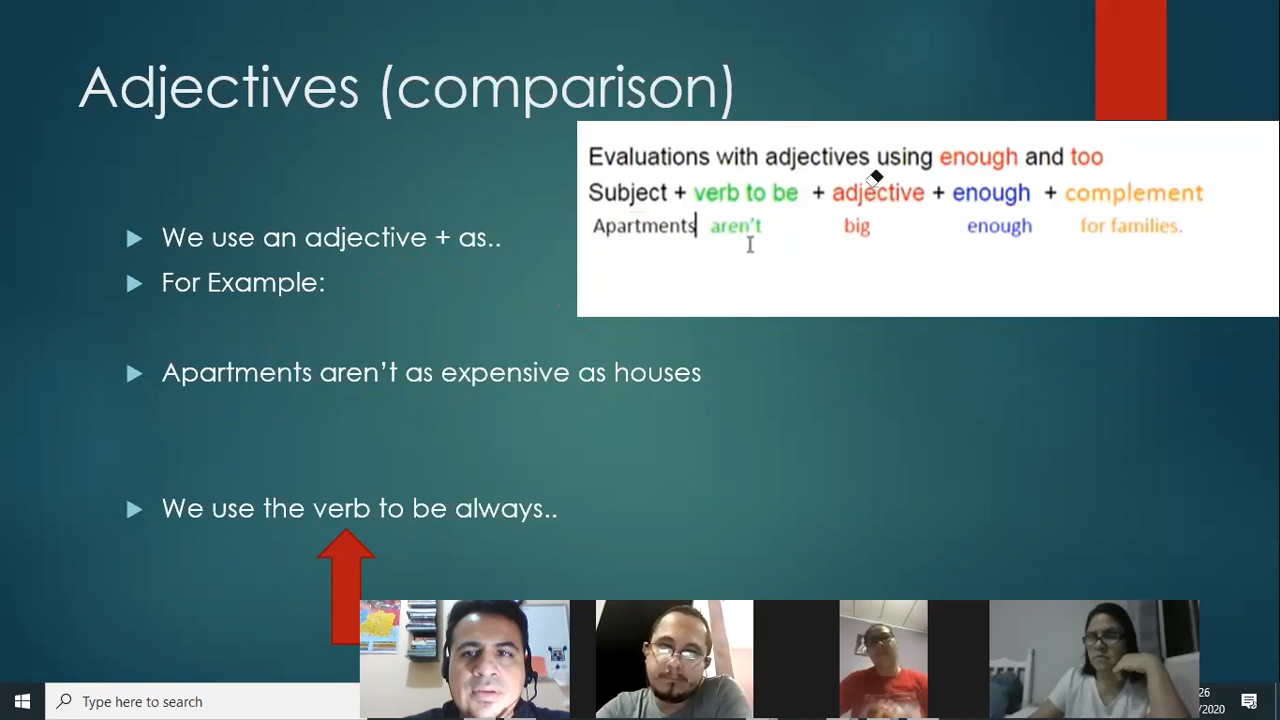 Adjectives (comparison)
Evaluations with adjectives using enough and too
Subject + verb to be + adjective + enough + complement
Apartments aren't big enough for families.
We use an adjective + as..
For Example:
Apartments aren't as expensive as houses
We use the verb to be always..
Type here to search
26
/2020